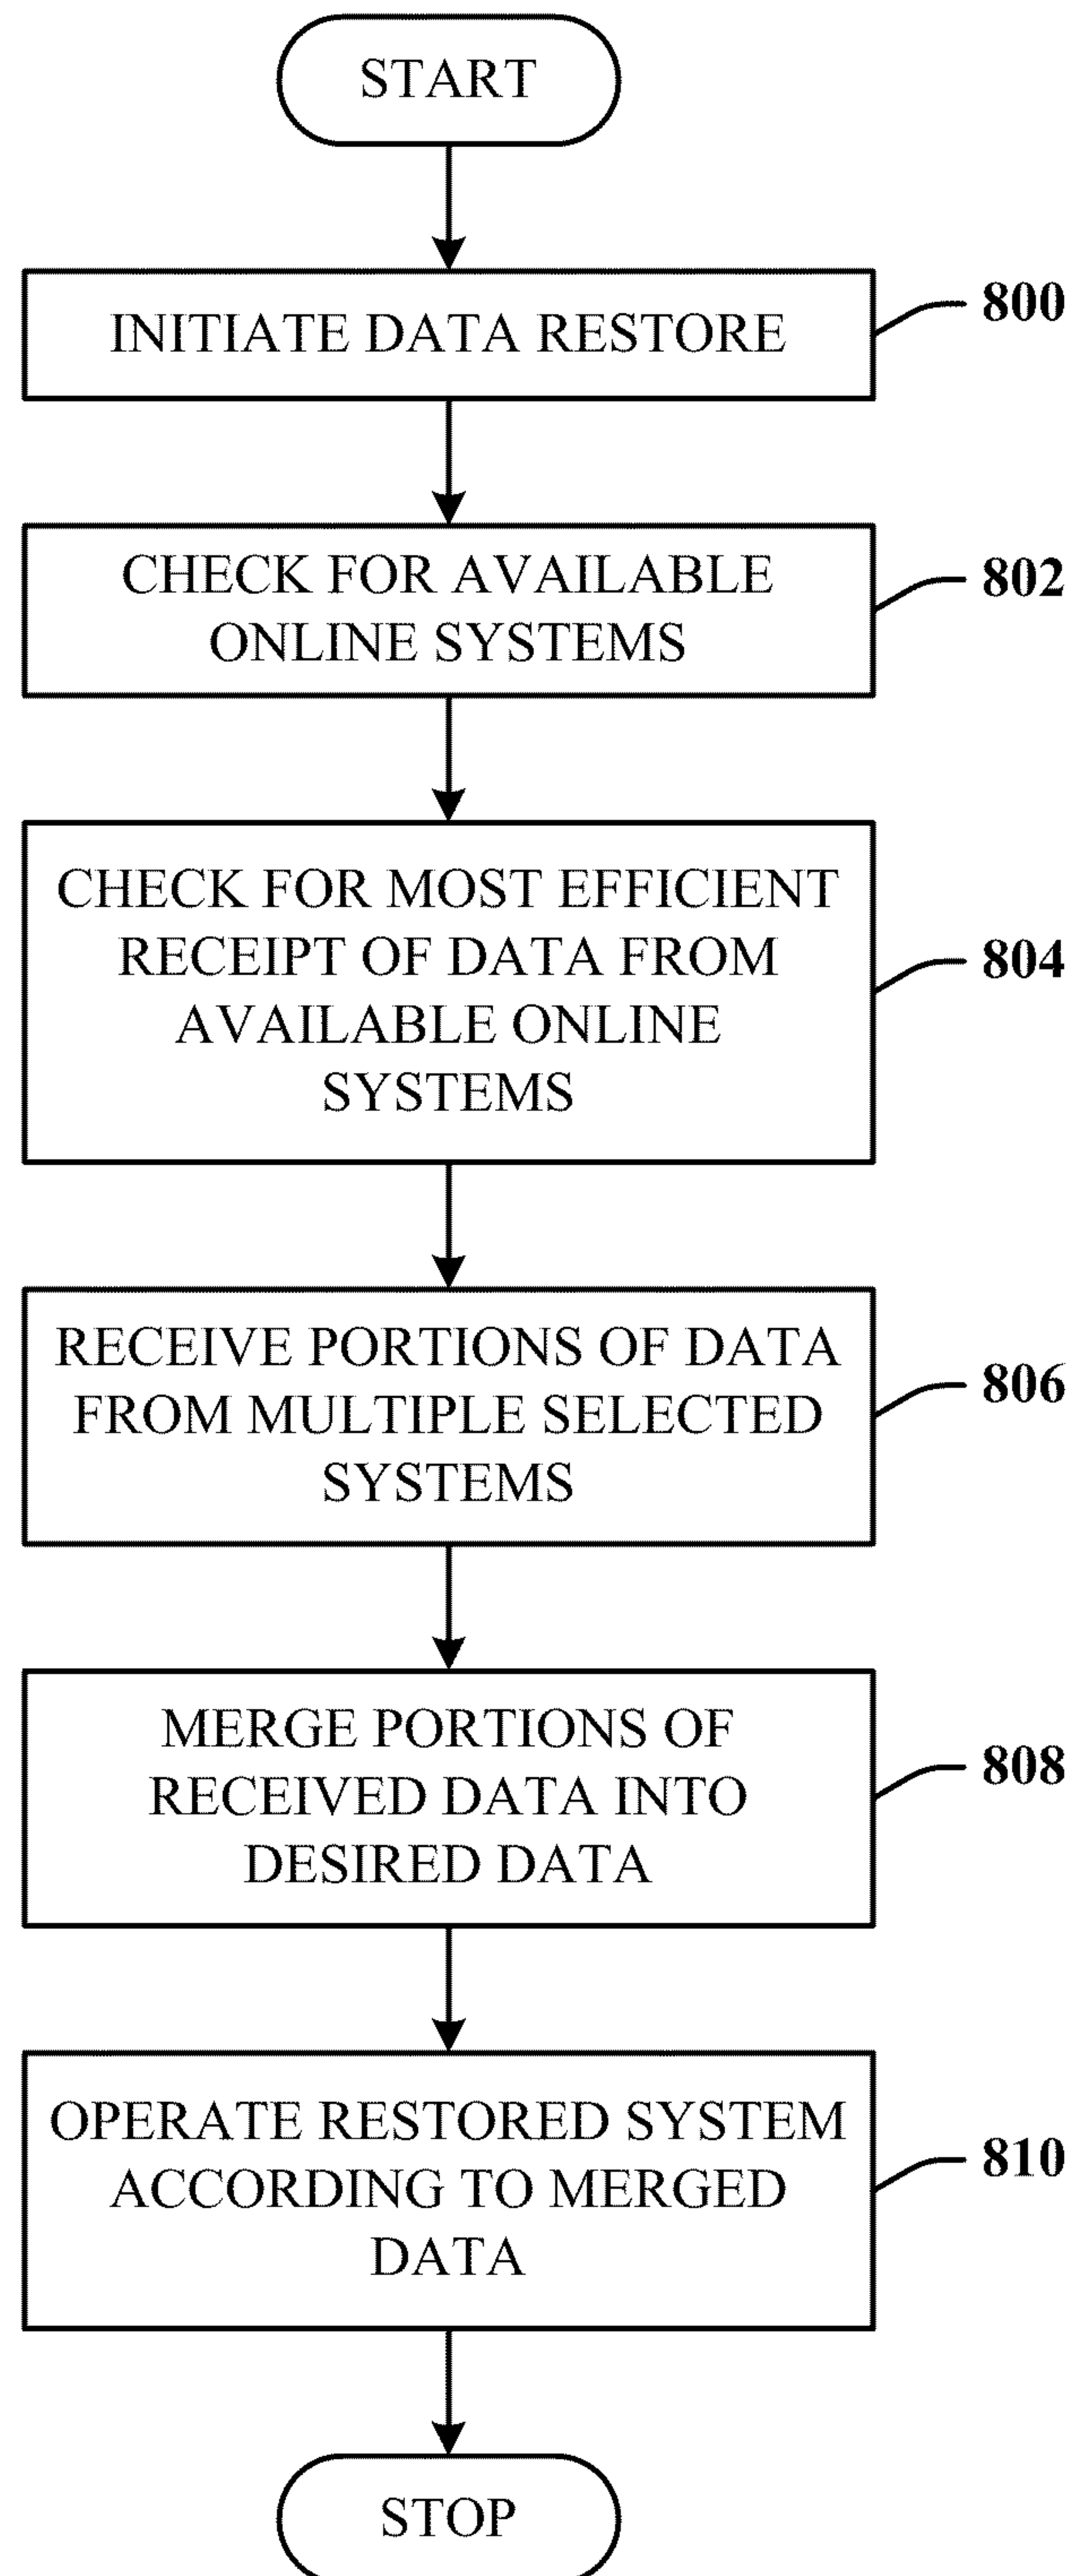 START
INITIATE DATA RESTORE
800
CHECK FOR AVAILABLE
ONLINE SYSTEMS
802
CHECK FOR MOST EFFICIENT
RECEIPT OF DATA FROM
AVAILABLE ONLINE
SYSTEMS
804
RECEIVE PORTIONS OF DATA
FROM MULTIPLE SELECTED
SYSTEMS
806
MERGE PORTIONS OF
RECEIVED DATA INTO
DESIRED DATA
808
OPERATE RESTORED SYSTEM
ACCORDING TO MERGED
DATA
810
STOP